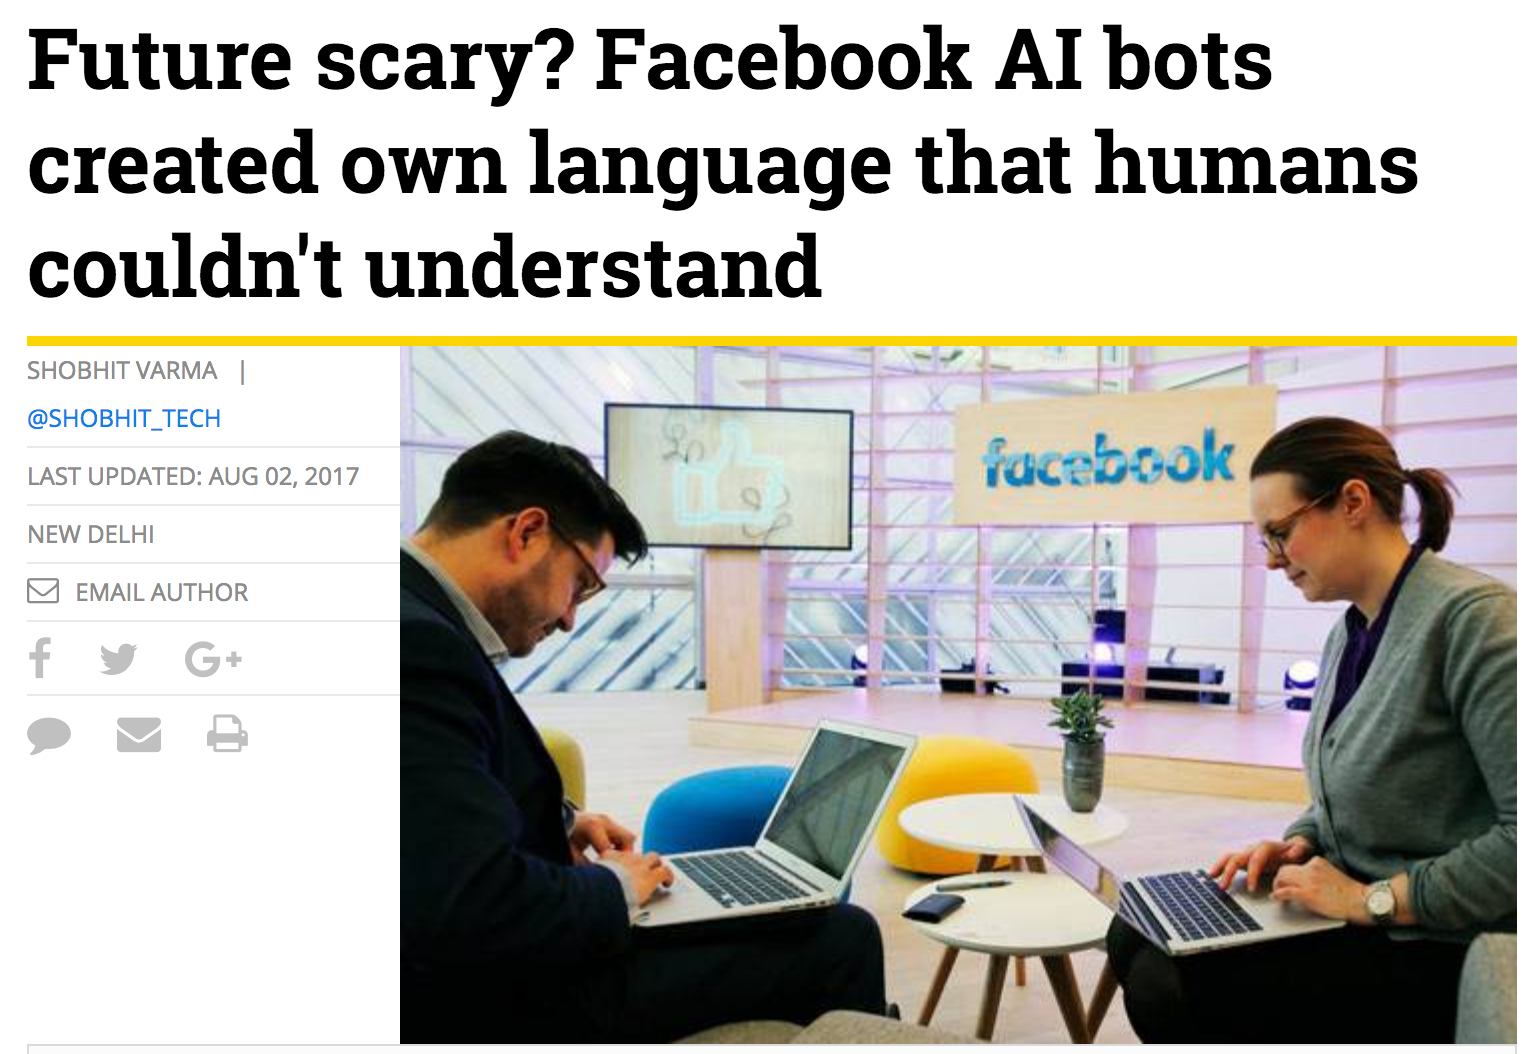 Future scary? Facebook AI bots
created own language that humans
couldn't understand
SHOBHIT VARMA |
@SHOBHIT_TECH
LAST UPDATED: AUG 02, 2017
NEW DELHI
EMAIL AUTHOR
facebook